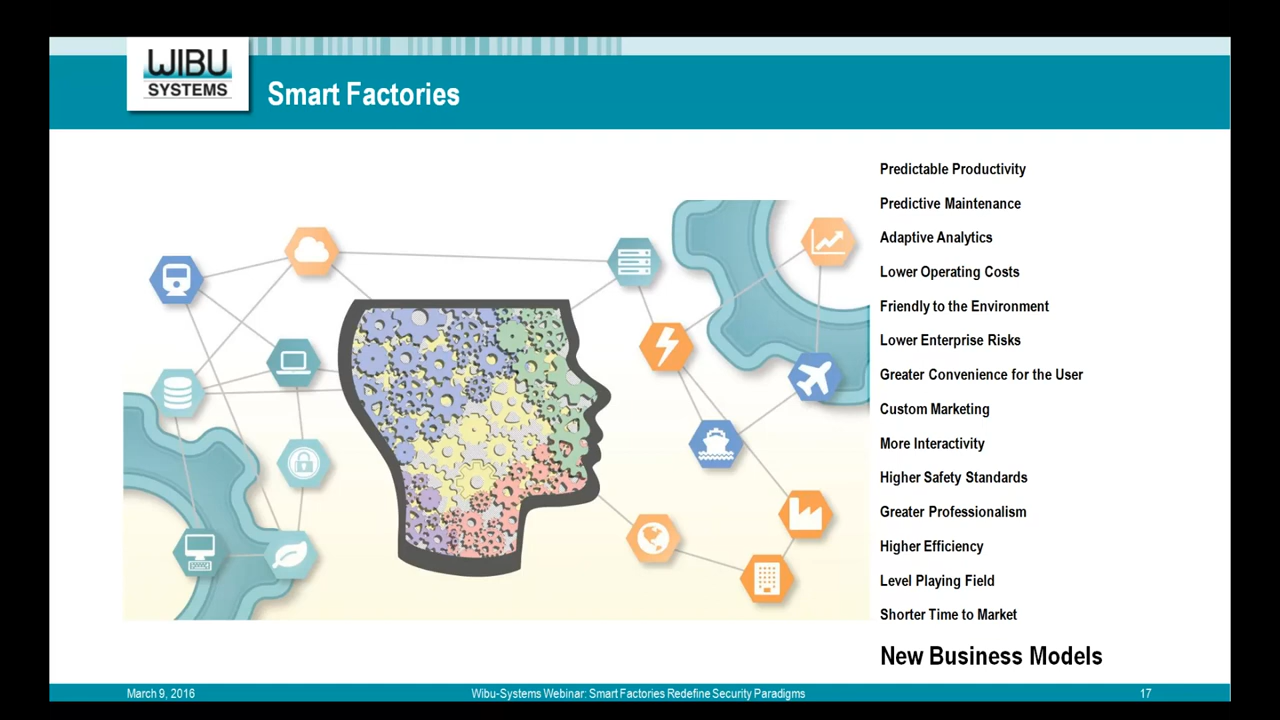 WIBU
SYSTEMS
Smart Factories
Predictable Productivity
Predictive Maintenance
Adaptive Analytics
Lower Operating Costs
Friendly to the Environment
Lower Enterprise Risks
Greater Convenience for the User
Custom Marketing
More Interactivity
Higher Safety Standards
Greater Professionalism
Higher Efficiency
Level Playing Field
Shorter Time to Market
New Business Models
March 9, 2016
Wibu-Systems Webinar: Smart Factories Redefine Security Paradigms
17